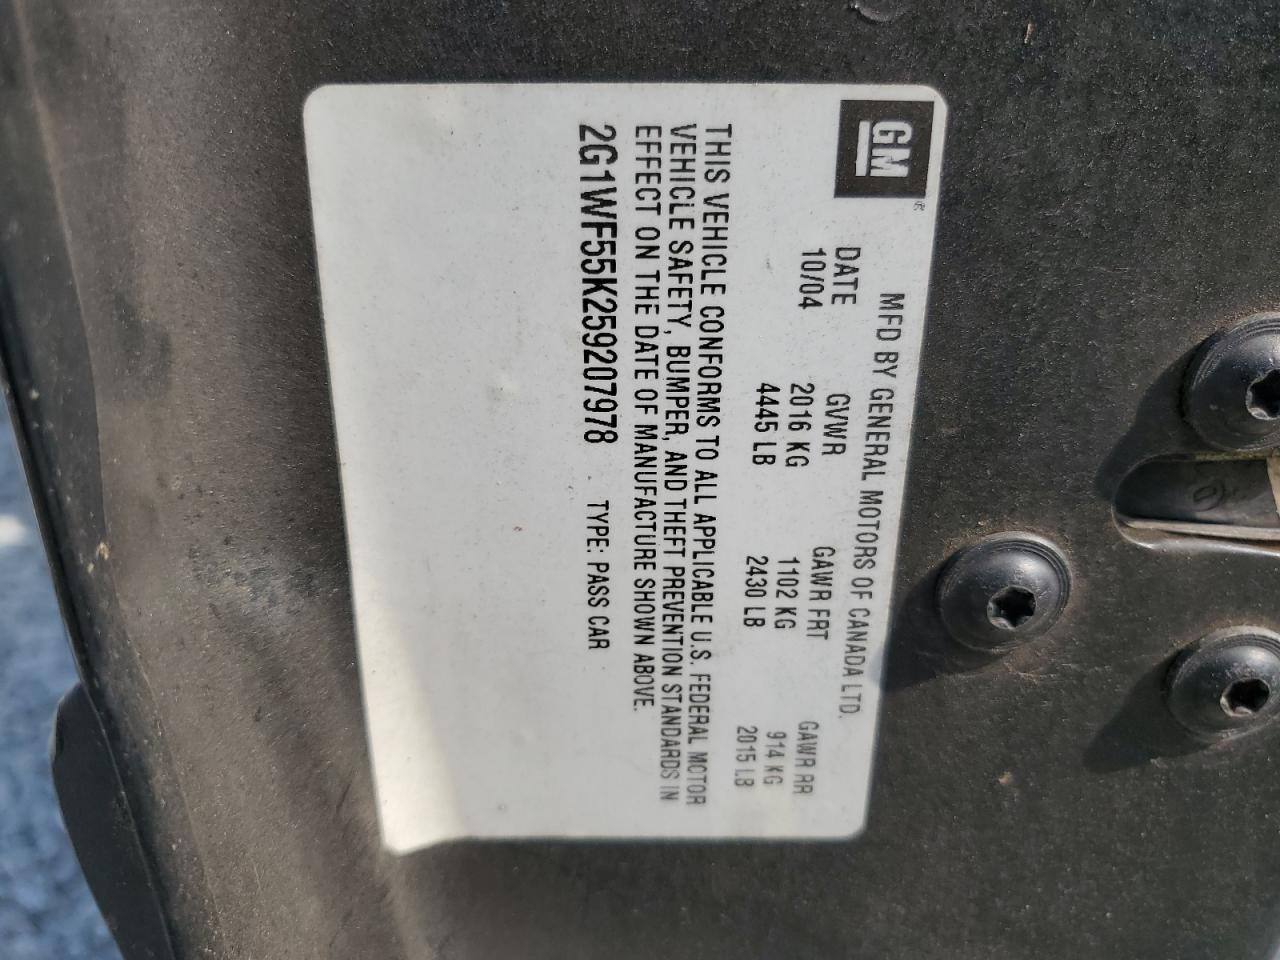 GM®
MFD BY GENERAL MOTORS OF CANADA LTD.
DATE GVWR GAWR FRT GAWR RR
10/04 2016 KG 1102 KG 914 KG
4445 LB 2430 LB 2015 LB
THIS VEHICLE CONFORMS TO ALL APPLICABLE U.S. FEDERAL MOTOR
VEHICLE SAFETY, BUMPER, AND THEFT PREVENTION STANDARDS IN
EFFECT ON THE DATE OF MANUFACTURE SHOWN ABOVE.
2G1WF55K259207978 TYPE: PASS CAR